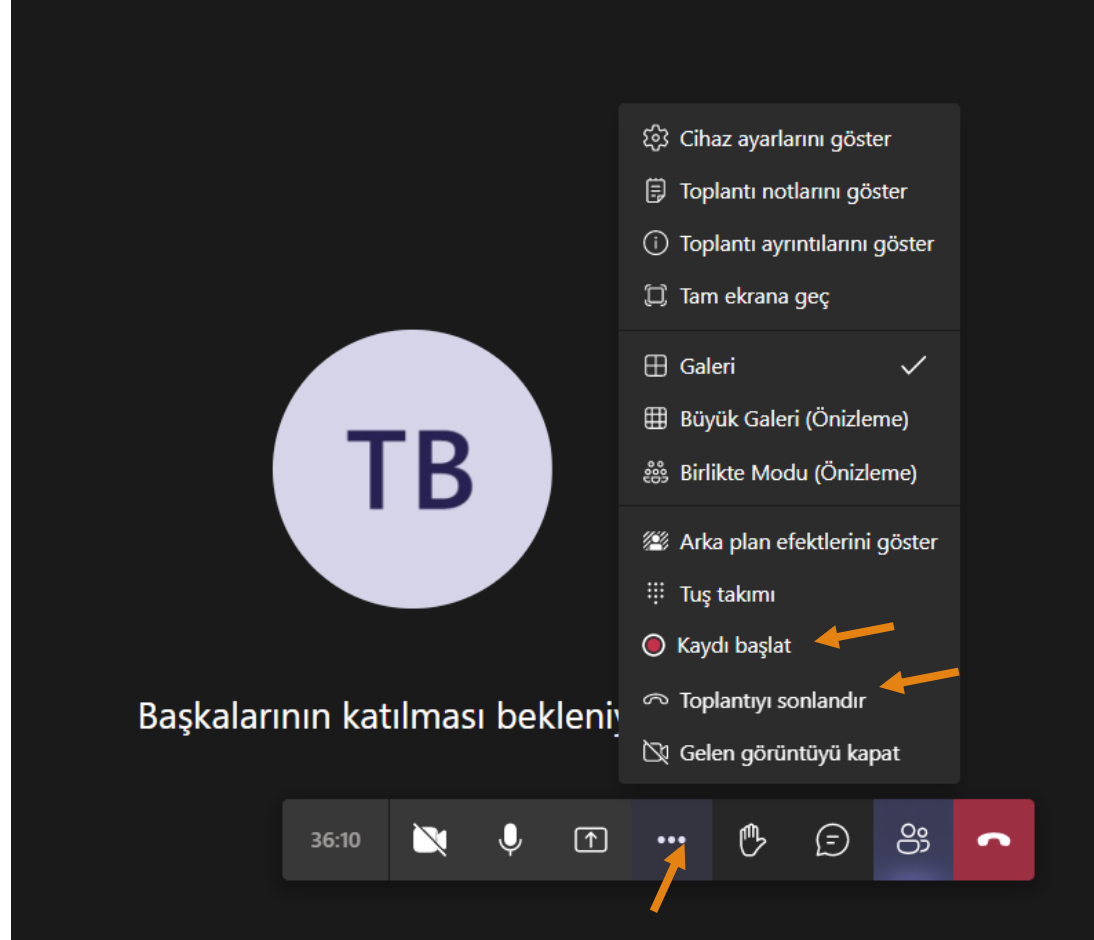 Cihaz ayarlarını göster
Toplantı notlarını göster
Toplantı ayrıntılarını göster
Tam ekrana geç
Galeri
Büyük Galeri (Önizleme)
Birlikte Modu (Önizleme)
Arka plan efektlerini göster
Tuş takımı
Kaydı başlat
Toplantıyı sonlandır
Gelen görüntüyü kapat
TB
Başkalarının katılması bekleniy
36:10